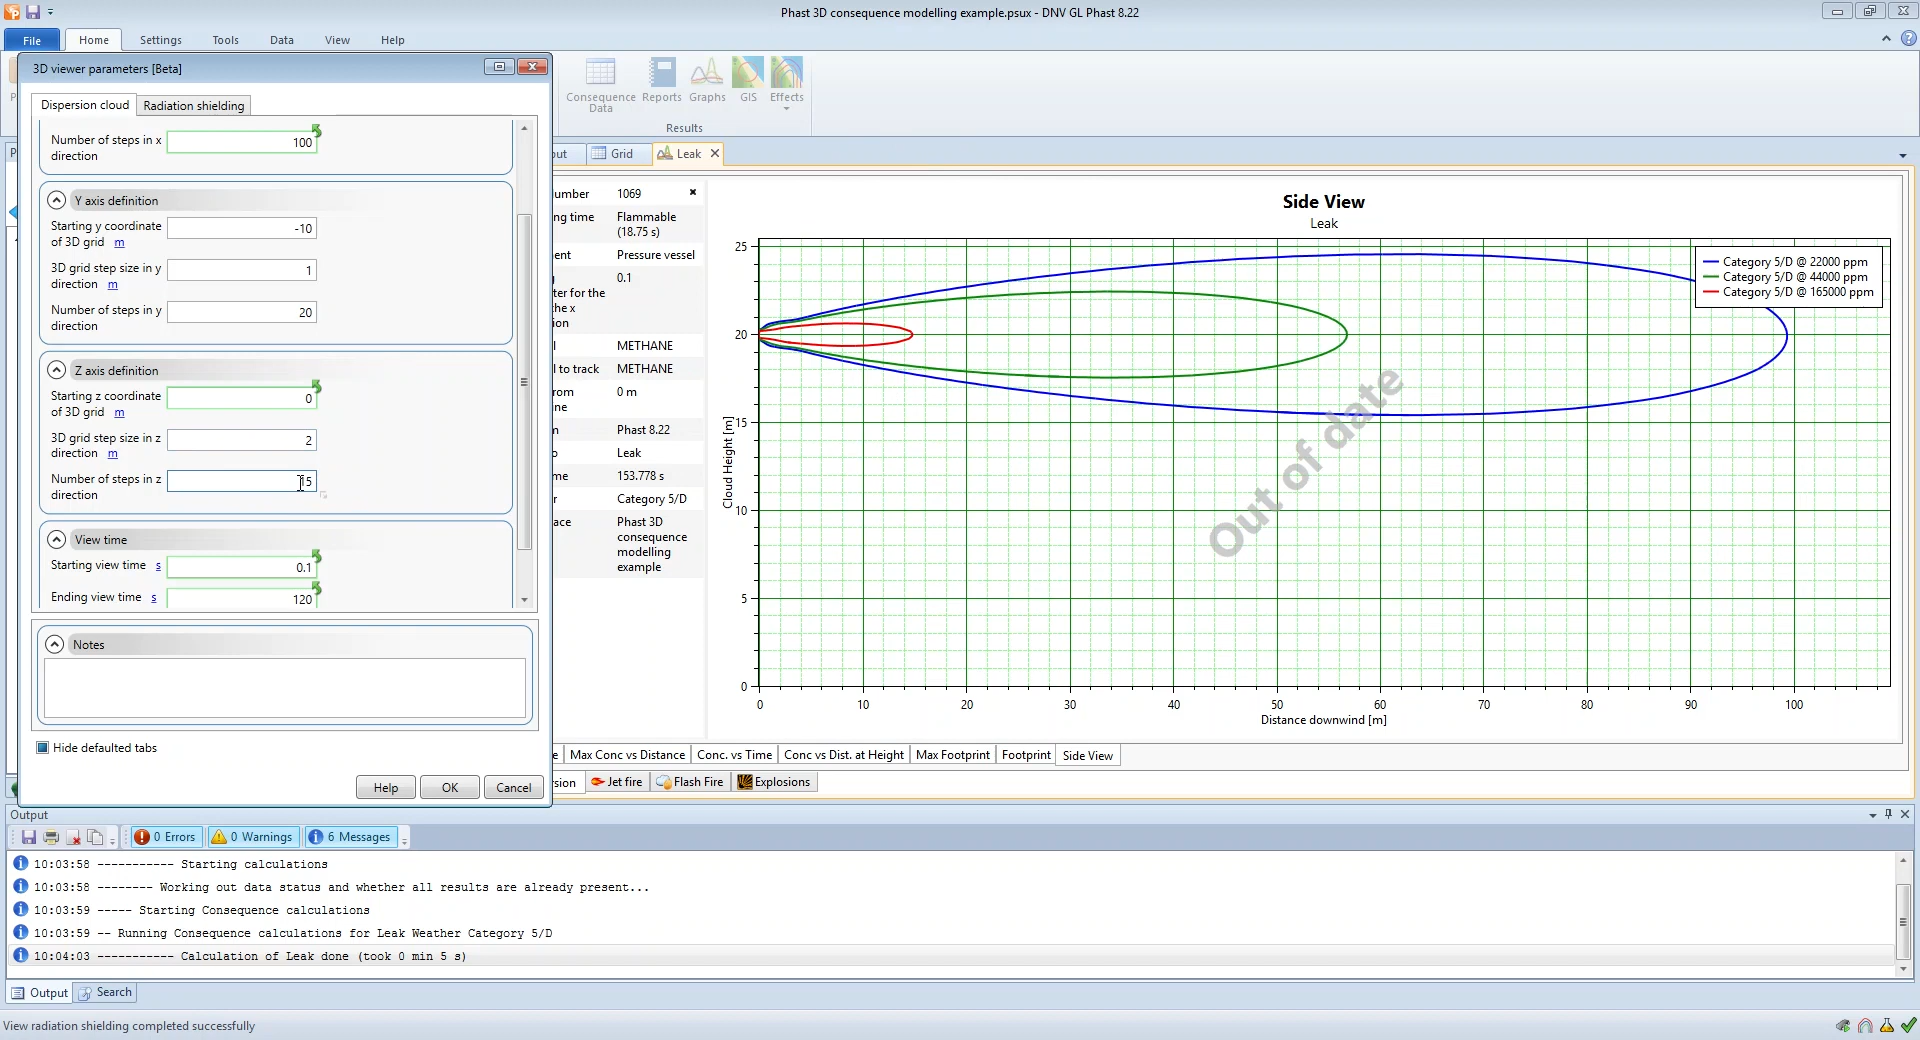 Phast 3D consequence modelling example.psux - DNV GL Phast 8.22
File
Home
Settings
Tools
Data
View
Help
3D viewer parameters [Beta]
Dispersion cloud
Radiation shielding
Number of steps in x
direction
100
Y axis definition
Starting y coordinate
of 3D grid m
-10
3D grid step size in y
direction m
1
Number of steps in y
direction
20
Z axis definition
Starting z coordinate
of 3D grid m
0
3D grid step size in z
direction m
2
Number of steps in z
direction
15
View time
Starting view time s
0.1
Ending view time s
120
Notes
Hide defaulted tabs
Help
OK
Cancel
Consequence
Data
Reports
Graphs
GIS
Effects
Results
out
Grid
Leak
umber 1069
ng time Flammable
(18.75 s)
ent Pressure vessel
0.1
ter for the
he x
ion
METHANE
l to track METHANE
rom 0 m
ne
Phast 8.22
Leak
me 153.778 s
Category 5/D
ace Phast 3D
consequence
modelling
example
Side View
Leak
Category 5/D @ 22000 ppm
Category 5/D @ 44000 ppm
Category 5/D @ 165000 ppm
Out of date
Cloud Height [m]
25
20
15
10
5
0
0 10 20 30 40 50 60 70 80 90 100
Distance downwind [m]
e
Max Conc vs Distance
Conc. vs Time
Conc vs Dist. at Height
Max Footprint
Footprint
Side View
sion
Jet fire
Flash Fire
Explosions
Output
0 Errors
0 Warnings
6 Messages
10:03:58 ----------- Starting calculations
10:03:58 -------- Working out data status and whether all results are already present...
10:03:59 ----- Starting Consequence calculations
10:03:59 -- Running Consequence calculations for Leak Weather Category 5/D
10:04:03 ----------- Calculation of Leak done (took 0 min 5 s)
Output
Search
View radiation shielding completed successfully